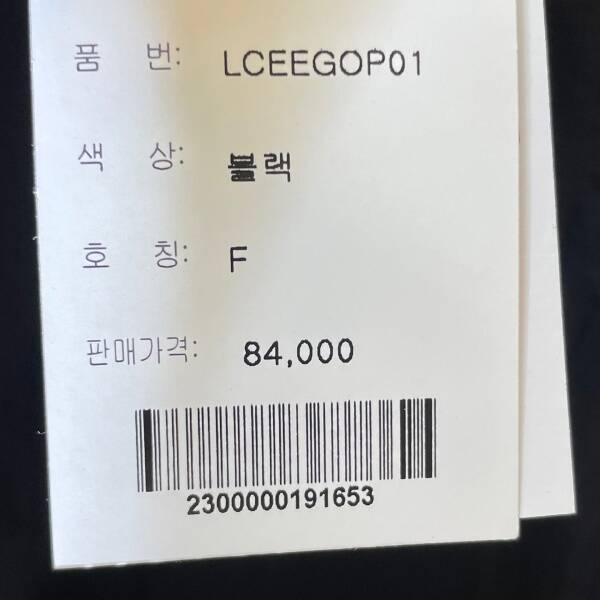 품 번: LCEEGOP01
색 상: 블랙
호 칭: F
판매가격: 84,000
2300000191653